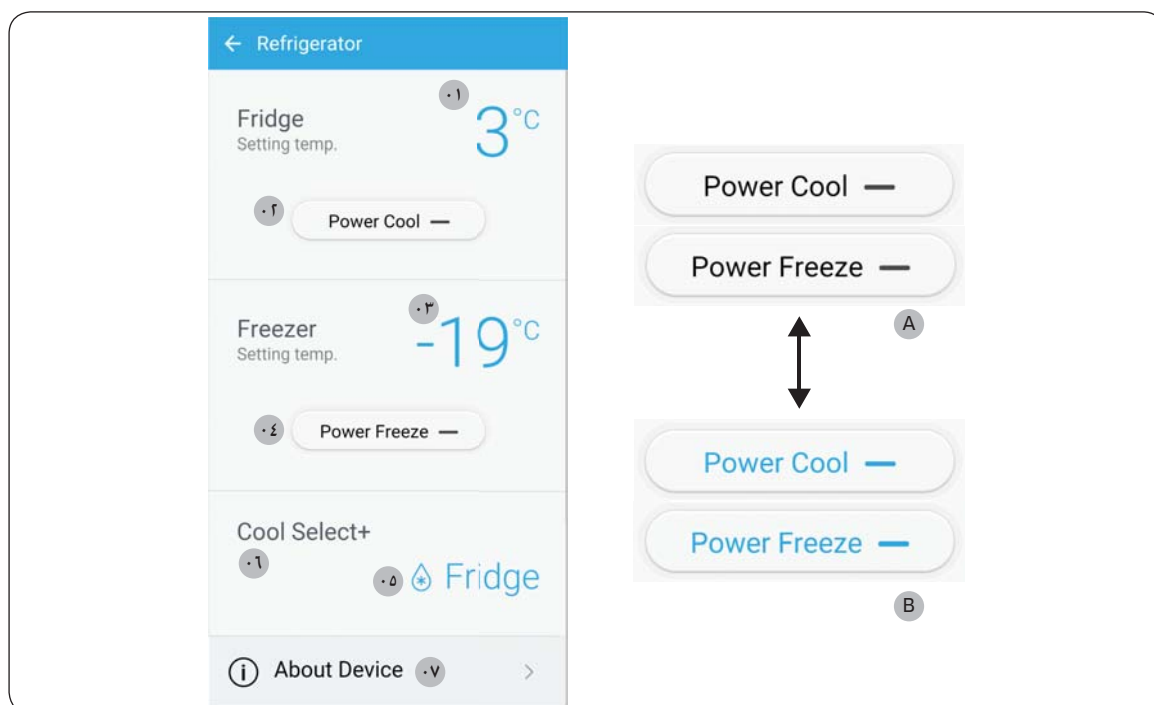 ← Refrigerator
٠١
Fridge
3°C
Setting temp.
٠٢
Power Cool —
٠٣
Freezer
-19°C
Setting temp.
٠٤
Power Freeze —
Cool Select+
٠٦
٠٥
Fridge
i About Device ٠٧ >
Power Cool —
Power Freeze —
A
Power Cool —
Power Freeze —
B